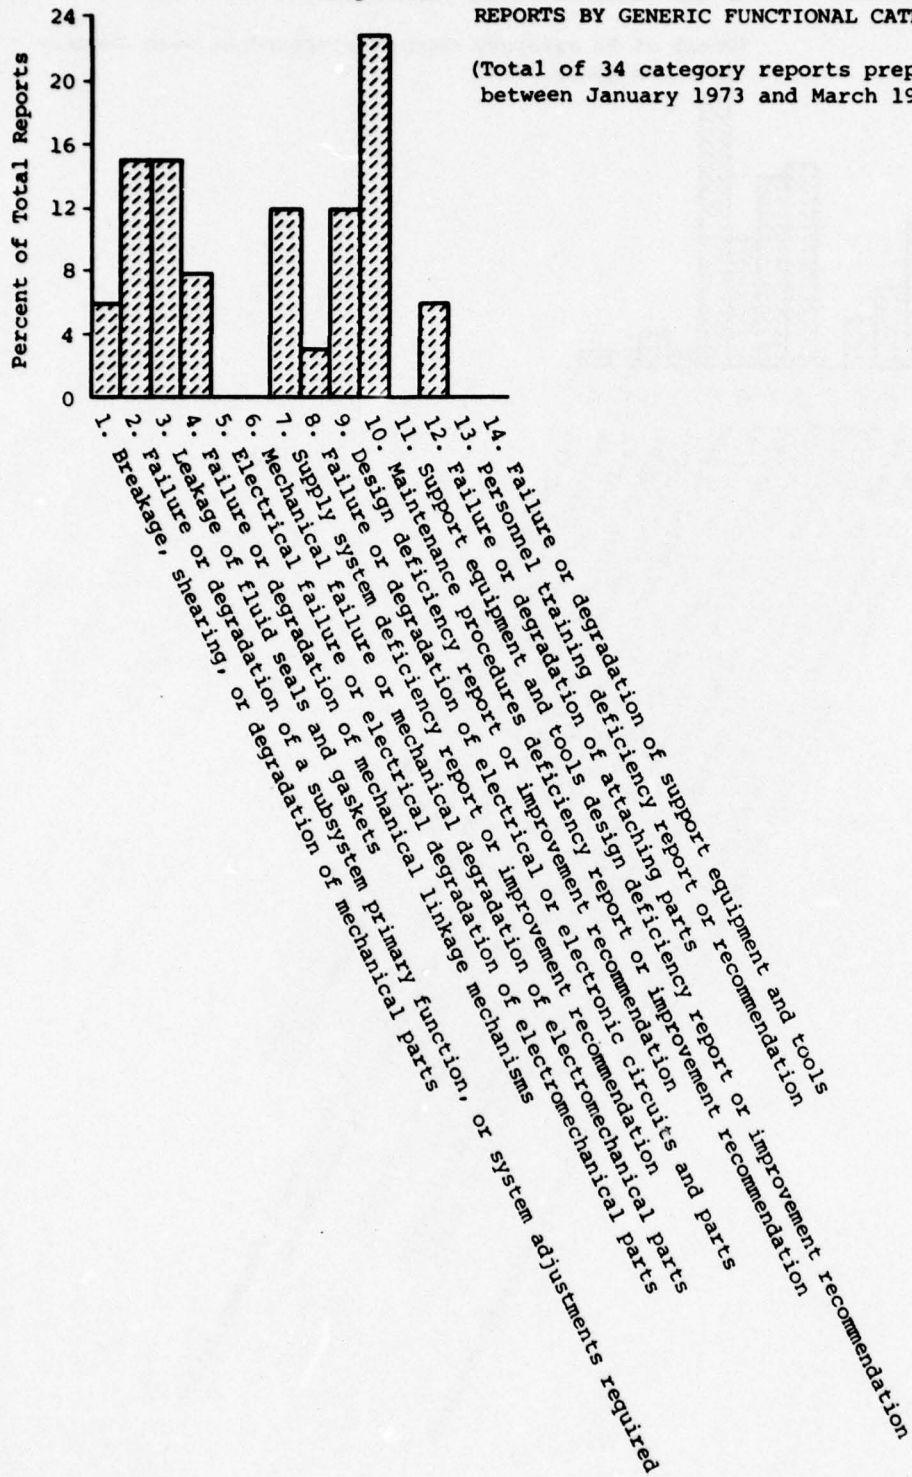 REPORTS BY GENERIC FUNCTIONAL CAT
(Total of 34 category reports prep
between January 1973 and March 19
Percent of Total Reports
24
20
16
12
8
4
0
1. Breakage, shearing, or degradation of mechanical parts
2. Failure or degradation of a subsystem primary function, or system adjustments required
3. Leakage of fluid seals and gaskets
4. Failure or degradation of mechanical linkage mechanisms
5. Electrical failure or electrical degradation of electromechanical parts
6. Mechanical failure or mechanical degradation of electromechanical parts
7. Supply system deficiency report or improvement recommendation
8. Failure or degradation of electrical or electronic circuits and parts
9. Design deficiency report or improvement recommendation
10. Maintenance procedures deficiency report or improvement recommendation
11. Support equipment and tools design deficiency report or improvement recommendation
12. Failure or degradation of attaching parts
13. Personnel training deficiency report or recommendation
14. Failure or degradation of support equipment and tools